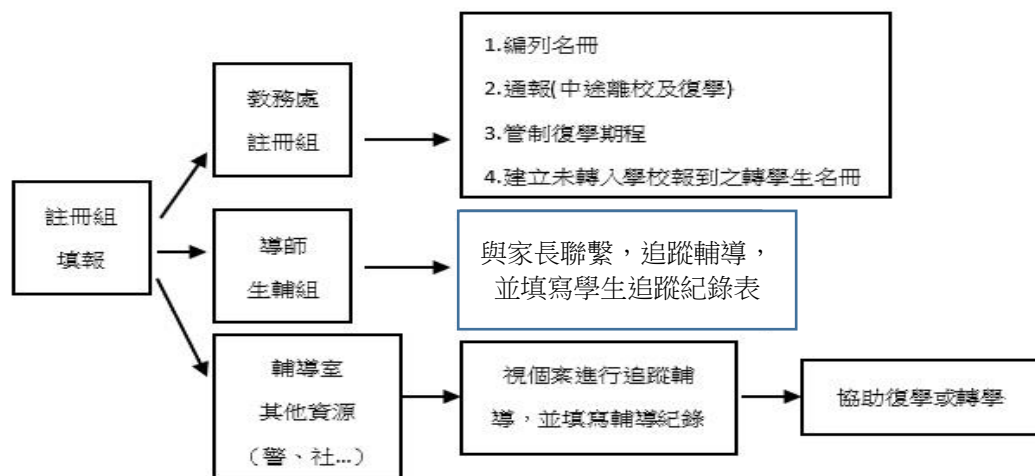 註冊組
填報
教務處
註冊組
1.編列名冊
2.通報(中途離校及復學)
3.管制復學期程
4.建立未轉入學校報到之轉學生名冊
導師
生輔組
與家長聯繫，追蹤輔導，
並填寫學生追蹤紀錄表
輔導室
其他資源
（警、社...）
視個案進行追蹤輔
導，並填寫輔導紀錄
協助復學或轉學